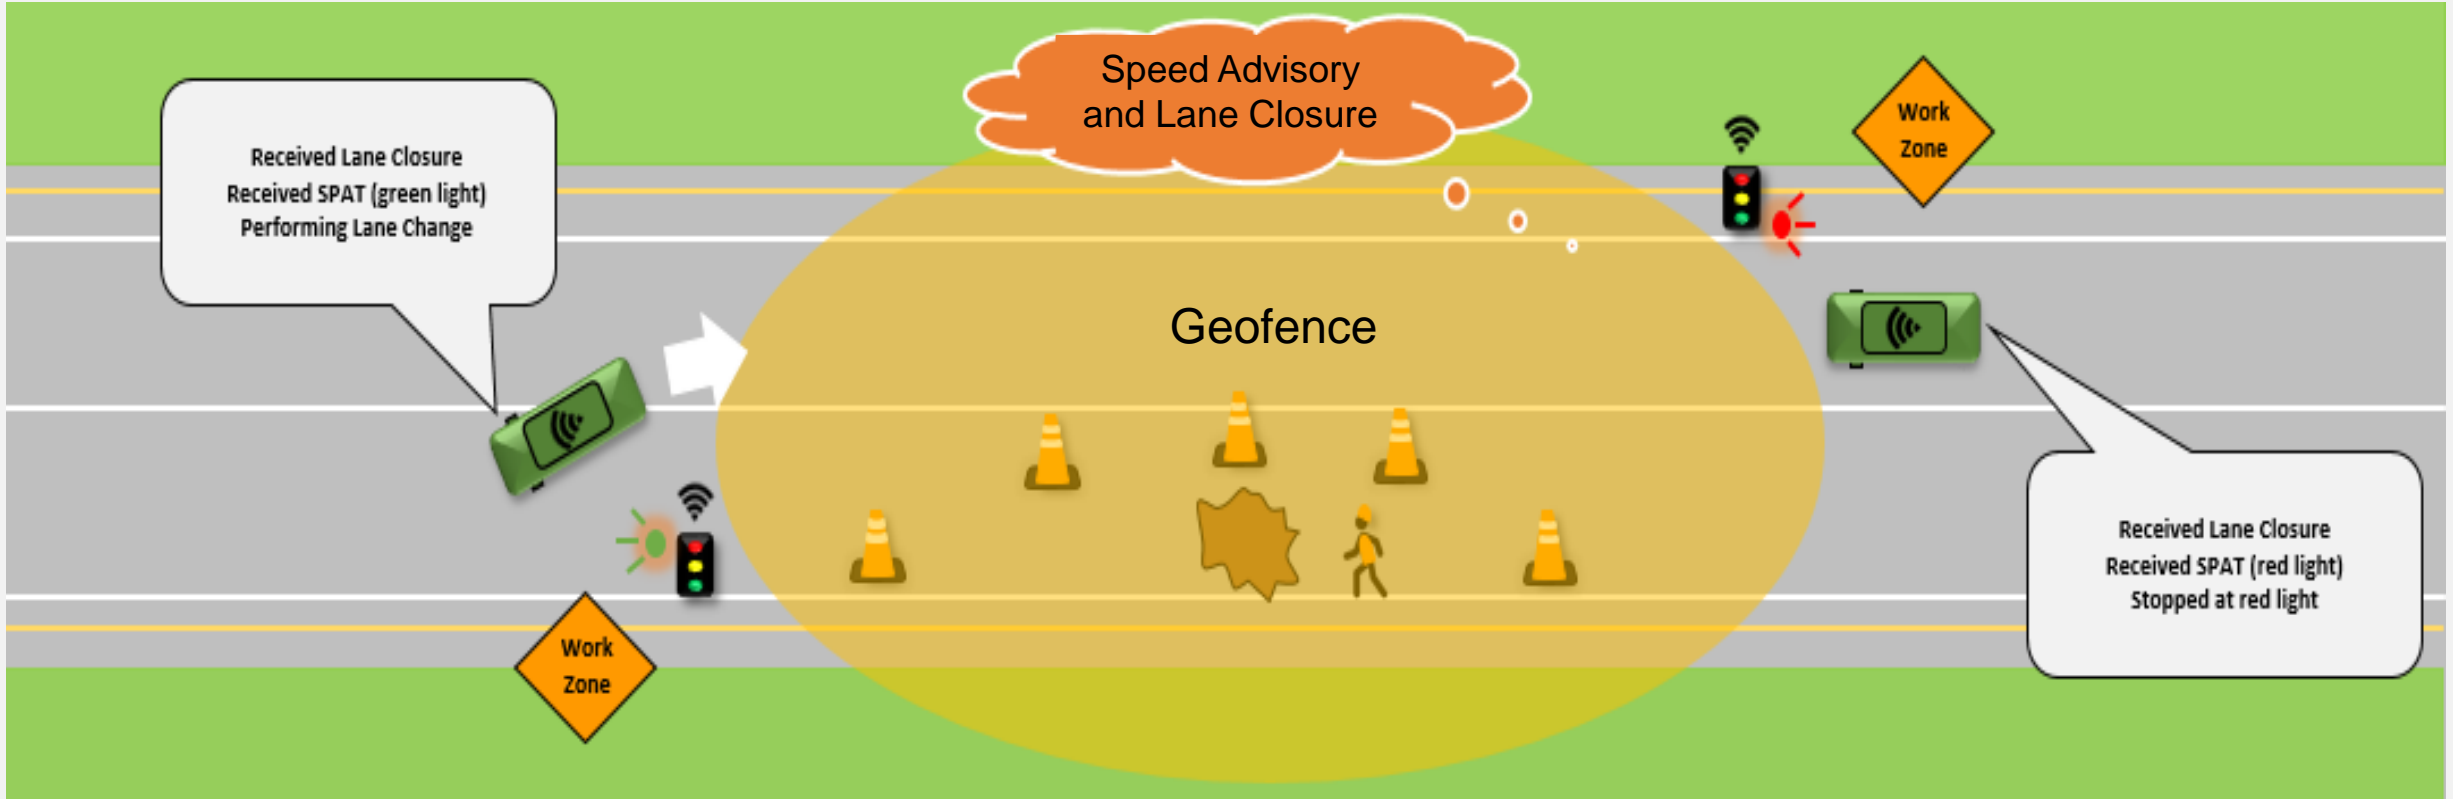 Speed Advisory
and Lane Closure
Work
Zone
Received Lane Closure
Received SPAT (green light)
Performing Lane Change
Geofence
Received Lane Closure
Received SPAT (red light)
Stopped at red light
Work
Zone